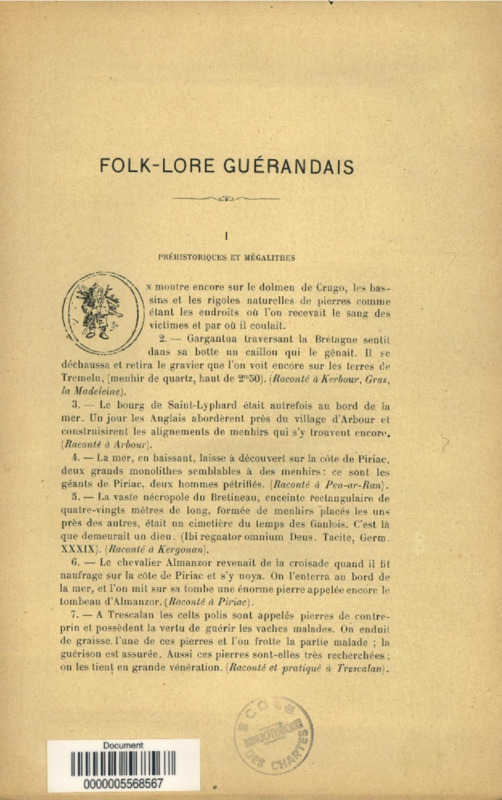 FOLK-LORE GUÉRANDAIS
I
PRÉHISTORIQUES ET MÉGALITHES
N montre encore sur le dolmen de Crugo, les bas-
sins et les rigoles naturelles de pierres comme
étant les endroits où l'on recevait le sang des
victimes et par où il coulait.
2. — Gargantua traversant la Brétagne sentit
dans sa botte un caillou qui le gênait. Il se
déchaussa et retira le gravier que l'on voit encore sur les terres de
Tremelu, (menhir de quartz, haut de 2m50). (Raconté à Kerbour, Gras,
la Madeleine).
3. — Le bourg de Saint-Lyphard était autrefois au bord de la
mer. Un jour les Anglais abordèrent près du village d'Arbour et
construisirent les alignements de menhirs qui s'y trouvent encore.
(Raconté à Arbour).
4. — La mer, en baissant, laisse à découvert sur la côte de Piriac,
deux grands monolithes semblables à des menhirs : ce sont les
géants de Piriac, deux hommes pétrifiés. (Raconté à Pen-ar-Ran).
5. — La vaste nécropole du Bretineau, enceinte rectangulaire de
quatre-vingts mètres de long, formée de menhirs placés les uns
près des autres, était un cimetière du temps des Gaulois. C'est là
que demeurait un dieu. (Ibi regnator omnium Deus. Tacite, Germ.
XXXIX). (Raconté à Kergonan).
6. — Le chevalier Almanzor revenait de la croisade quand il fit
naufrage sur la côte de Piriac et s'y noya. On l'enterra au bord de
la mer, et l'on mit sur sa tombe une énorme pierre appelée encore le
tombeau d'Almanzor. (Raconté à Piriac).
7. — A Trescalan les celts polis sont appelés pierres de contre-
prin et possèdent la vertu de guérir les vaches malades. On enduit
de graisse l'une de ces pierres et l'on frotte la partie malade ; la
guérison est assurée. Aussi ces pierres sont-elles très recherchées ;
on les tient en grande vénération. (Raconté et pratiqué à Trescalan).
ECOLE
BIBLIOTHÈQUE
DES CHARTES
Document
0000005568567